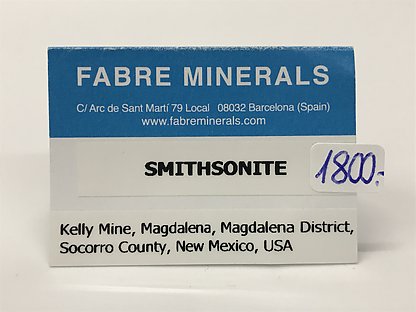 FABRE MINERALS
C/ Arc de Sant Martí 79 Local 08032 Barcelona (Spain)
www.fabreminerals.com
SMITHSONITE
1800.-
Kelly Mine, Magdalena, Magdalena District,
Socorro County, New Mexico, USA